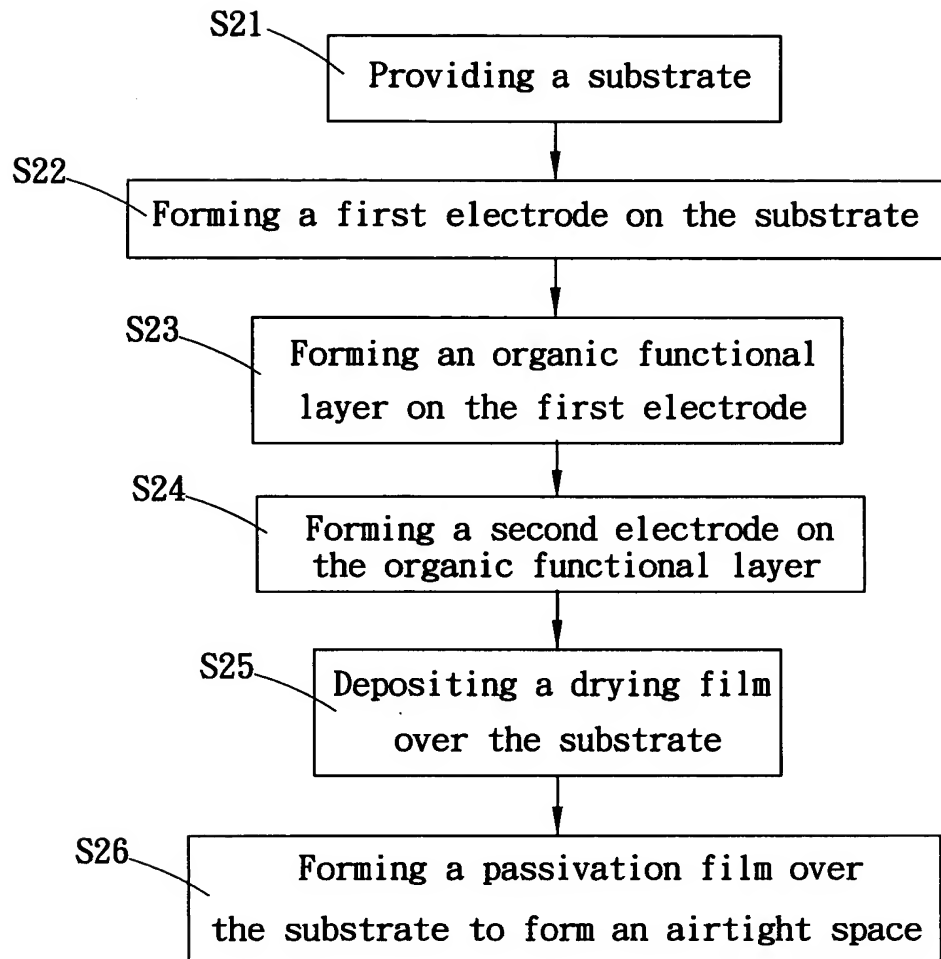 S21
Providing a substrate
S22
Forming a first electrode on the substrate
S23
Forming an organic functional
layer on the first electrode
S24
Forming a second electrode on
the organic functional layer
S25
Depositing a drying film
over the substrate
S26
Forming a passivation film over
the substrate to form an airtight space